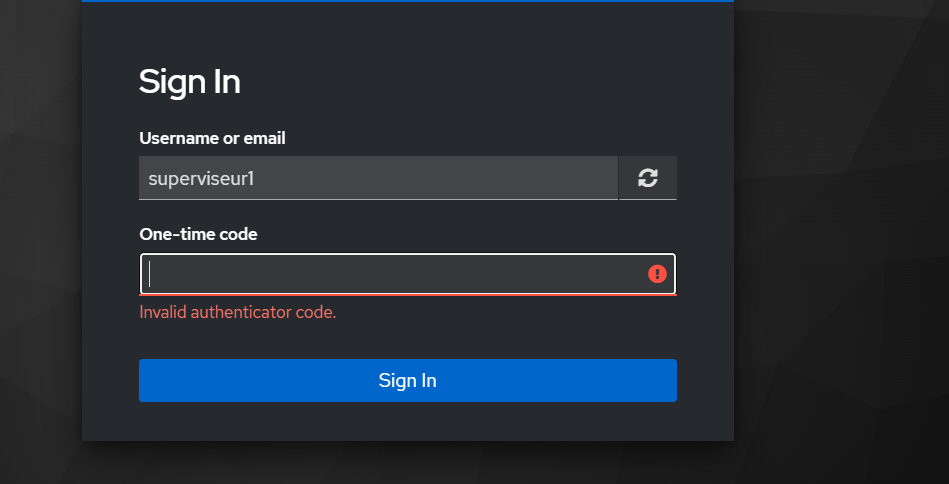 Sign In
Username or email
superviseur1
One-time code
Invalid authenticator code.
Sign In